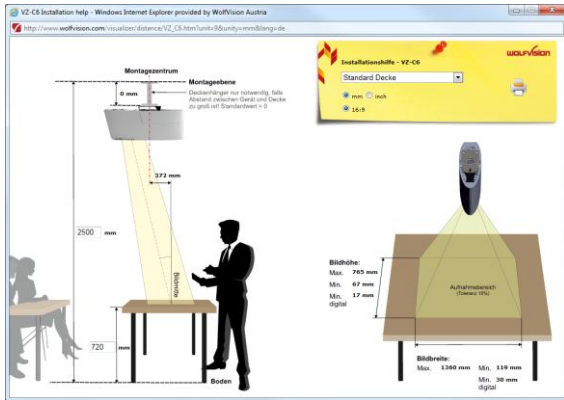 VZ-C6 Installation help - Windows Internet Explorer provided by WolfVision Austria
http://www.wolfvision.com/visualizer/distance/VZ_C6.htm?unit=9&unity=mm&lang=de
Montagezentrum
Montageebene
0 mm
Deckenhänger nur notwendig, falls
Abstand zwischen Gerät und Decke
zu groß ist! Standardwert = 0
372 mm
2500 mm
Bildmitte
720 mm
Boden
WOLFVISION
Installationshilfe - VZ-C6
Standard Decke
mm inch
16:9
Bildhöhe:
Max. 765 mm
Min. 67 mm
Min. 17 mm
digital
Aufnahmebereich
(Toleranz 10%)
Bildbreite:
Max. 1360 mm Min. 119 mm
Min. 30 mm
digital